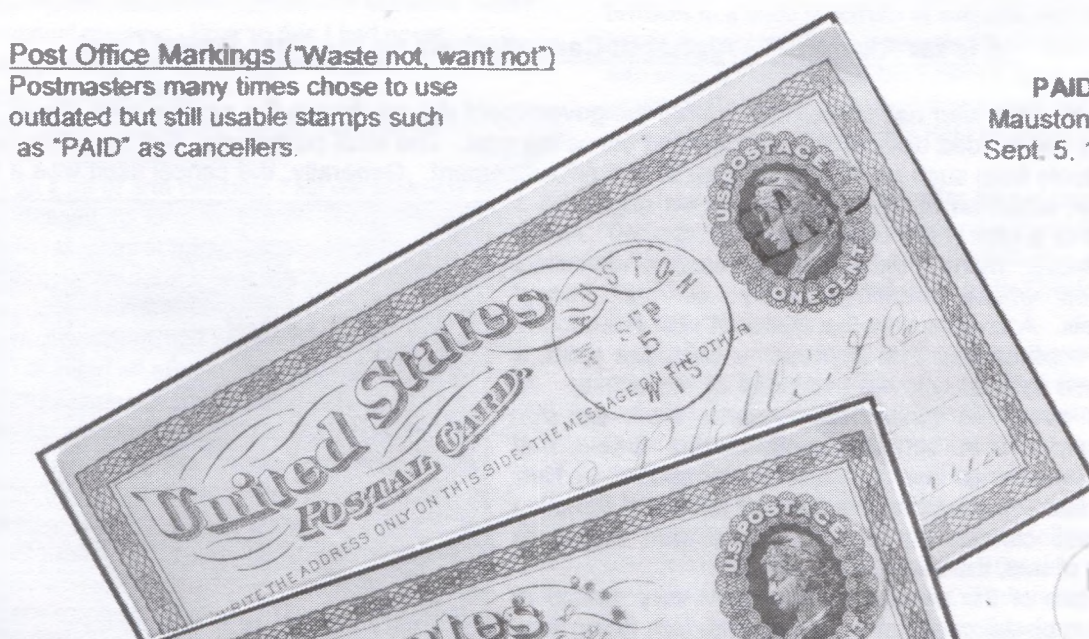 Post Office Markings ("Waste not, want not")
Postmasters many times chose to use
outdated but still usable stamps such
as "PAID" as cancellers.
PAID
Mauston
Sept. 5, 1
U.S. POSTAGE
ONE CENT
MAUSTON
SEP
5
WIS
United States
POSTAL CARD.
WRITE THE ADDRESS ONLY ON THIS SIDE-THE MESSAGE ON THE OTHER
U.S. POSTAGE